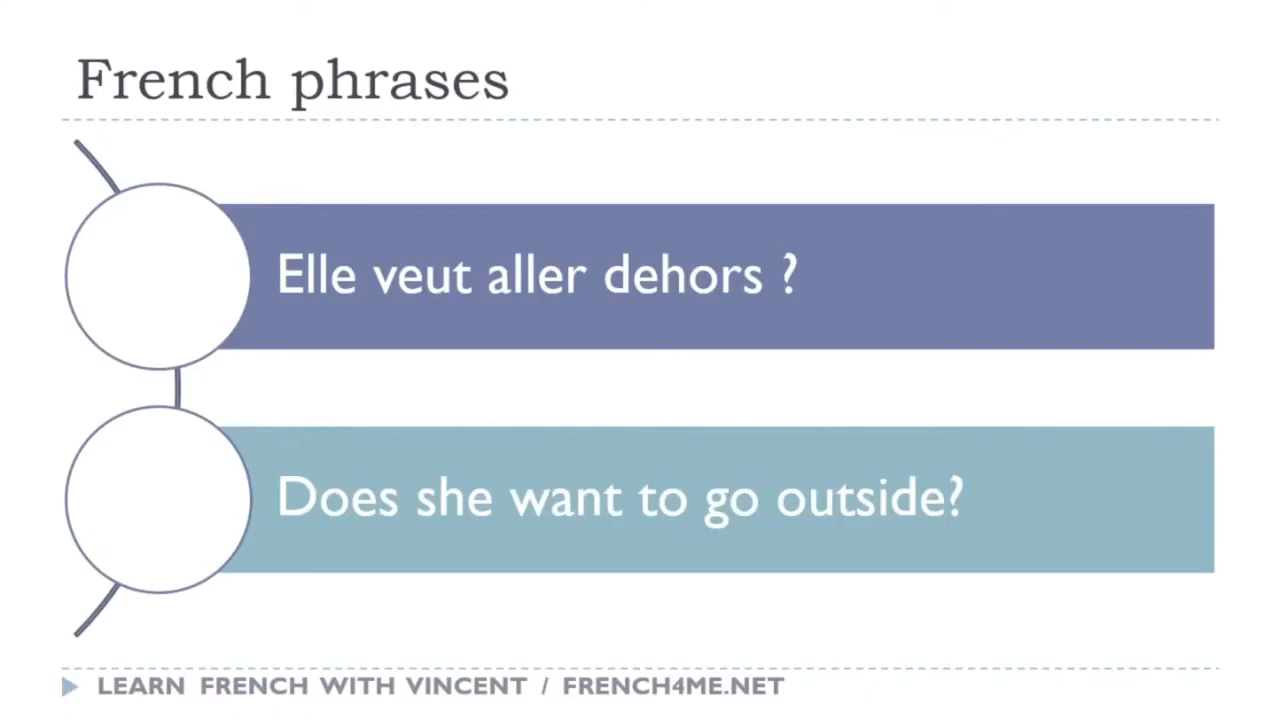 French phrases
Elle veut aller dehors ?
Does she want to go outside?
LEARN FRENCH WITH VINCENT / FRENCH4ME.NET